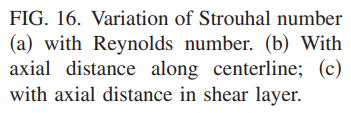 FIG. 16. Variation of Strouhal number
(a) with Reynolds number. (b) With
axial distance along centerline; (c)
with axial distance in shear layer.